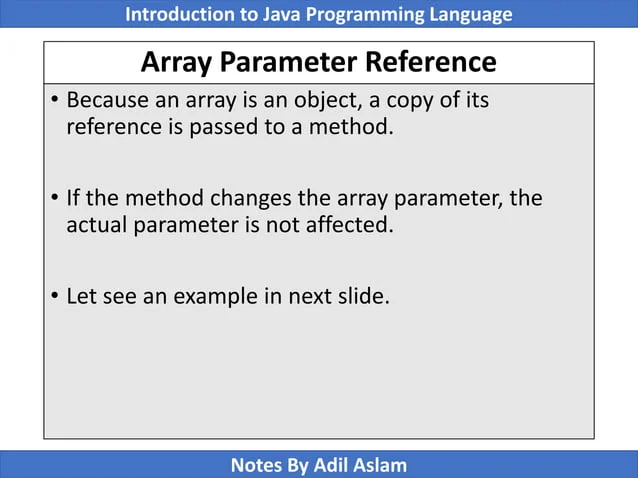 Introduction to Java Programming Language
Array Parameter Reference
• Because an array is an object, a copy of its
reference is passed to a method.
• If the method changes the array parameter, the
actual parameter is not affected.
• Let see an example in next slide.
Notes By Adil Aslam